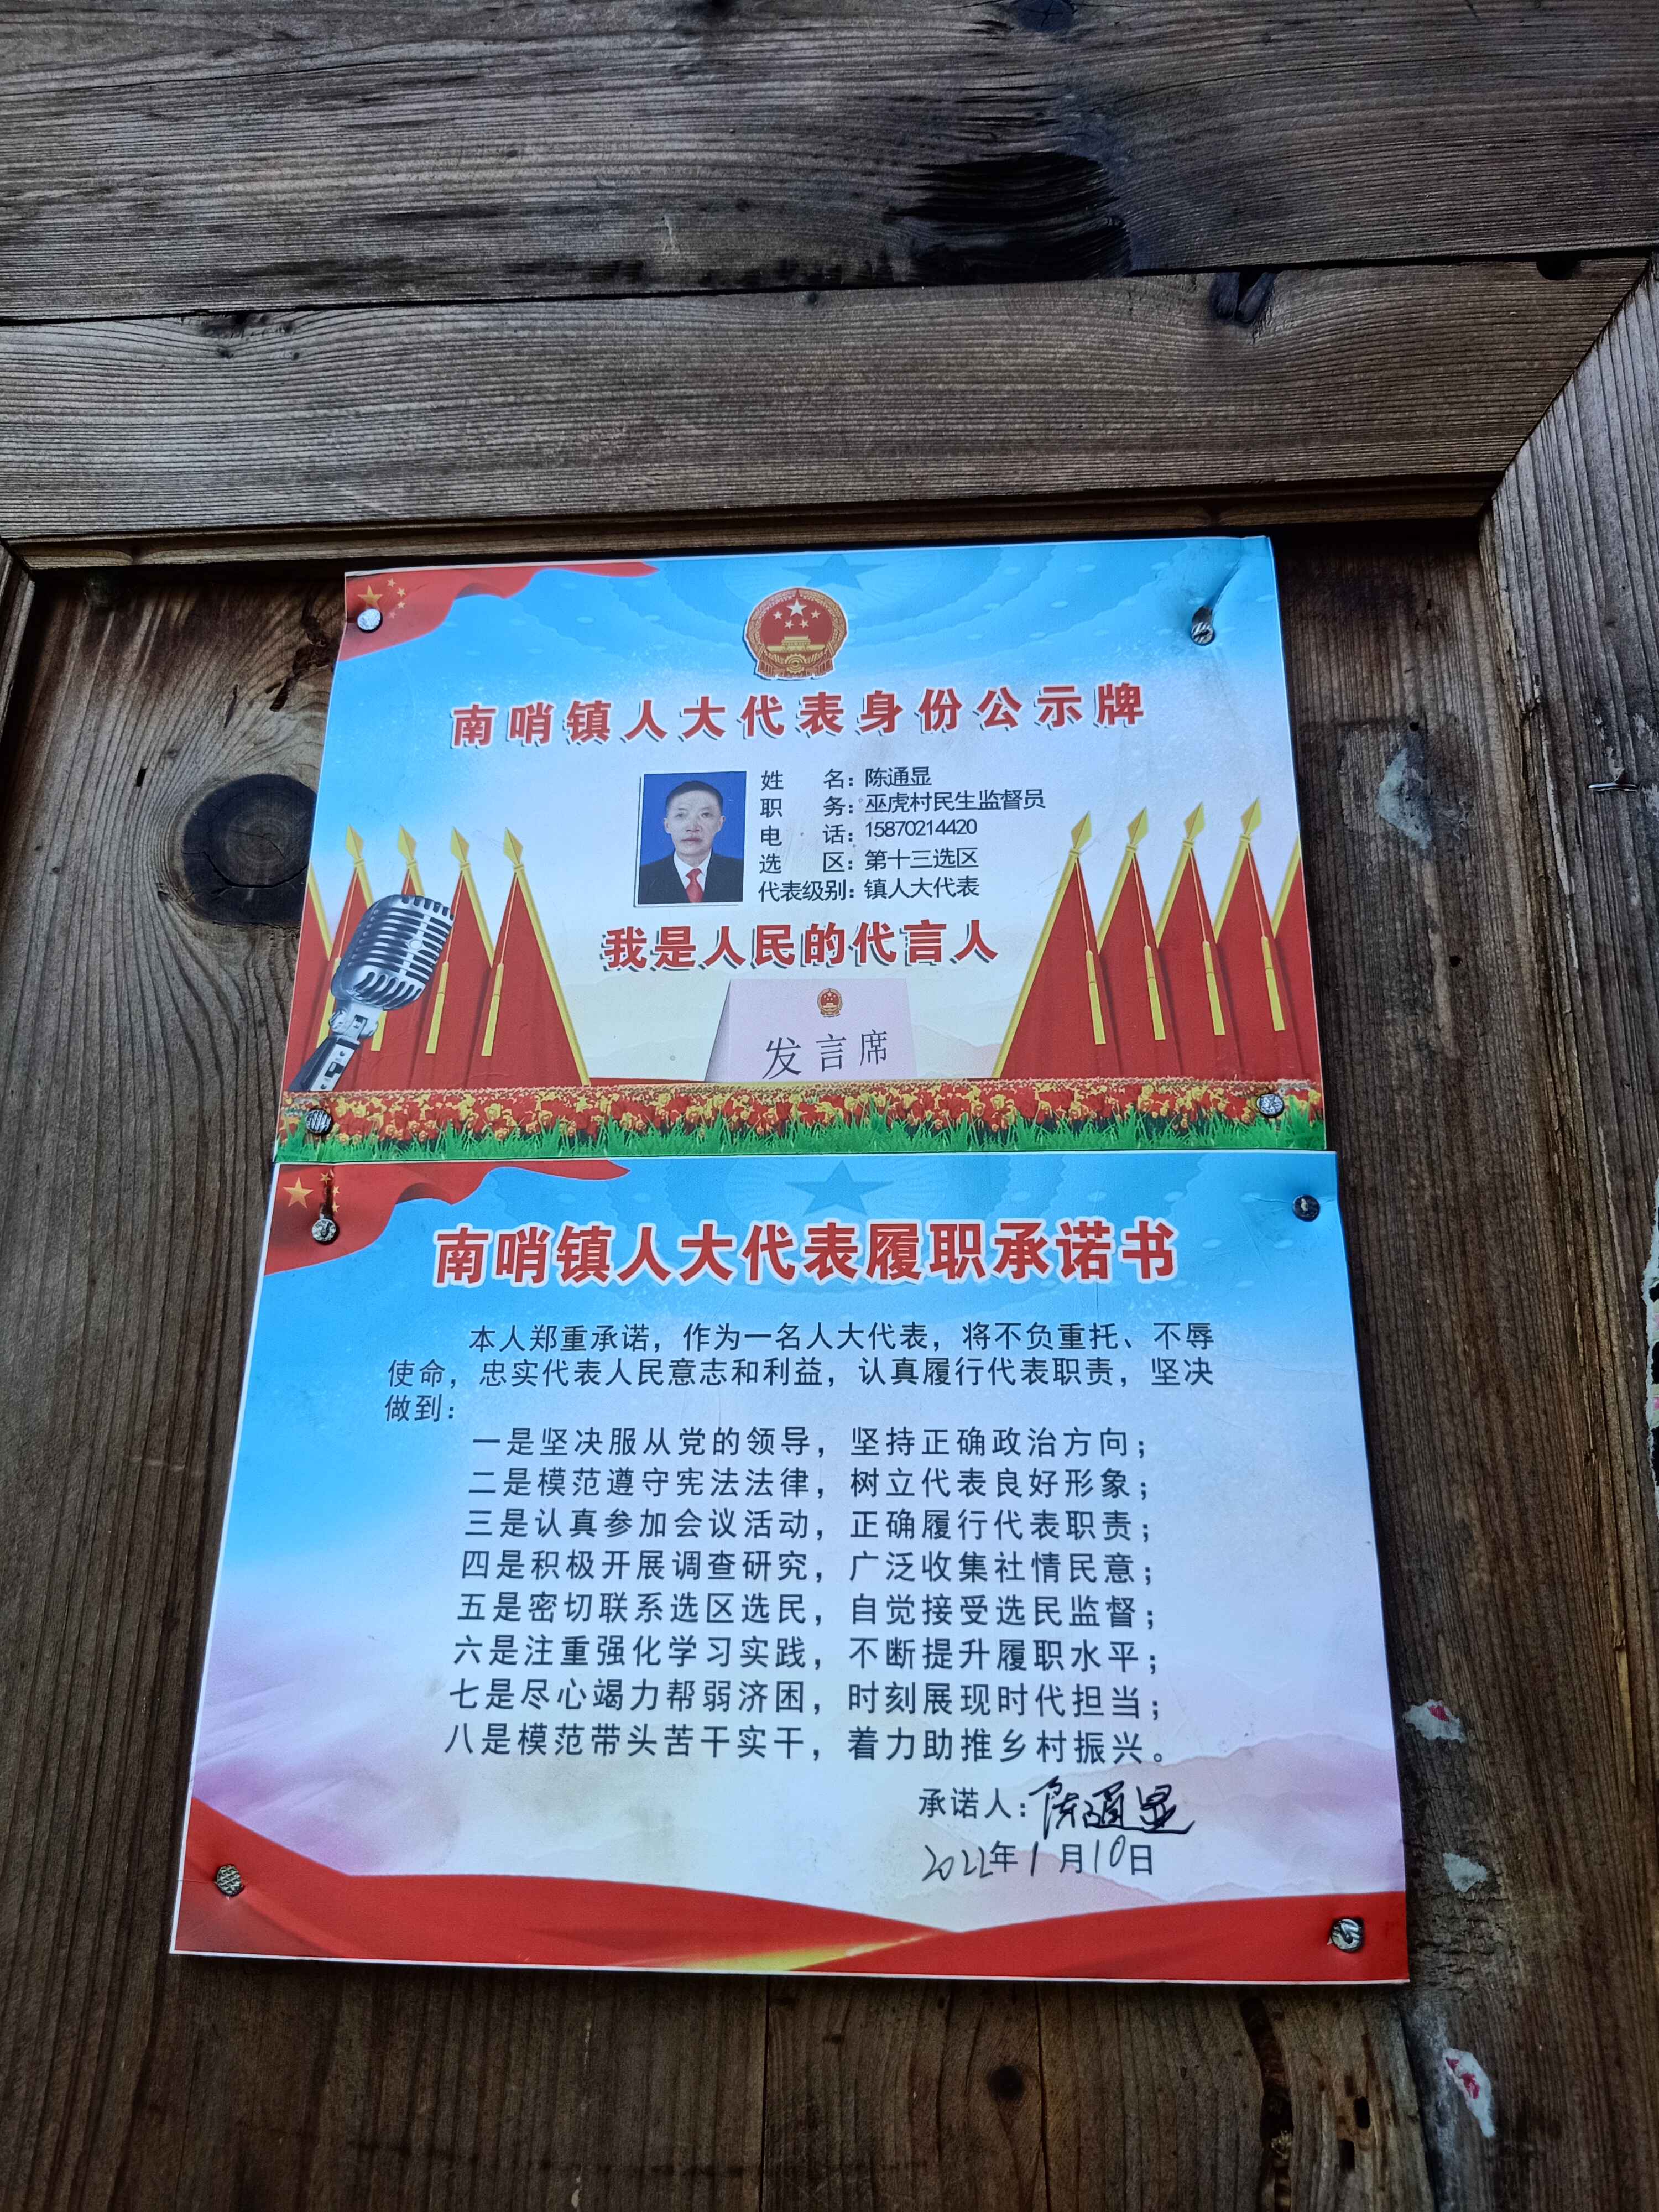 南哨镇人大代表身份公示牌
姓名：陈通显
职务：巫虎村民生监督员
电话：15870214420
选区：第十三选区
代表级别：镇人大代表
我是人民的代言人
发言席
南哨镇人大代表履职承诺书
本人郑重承诺，作为一名人大代表，将不负重托、不辱
使命，忠实代表人民意志和利益，认真履行代表职责，坚决
做到：
一是坚决服从党的领导，坚持正确政治方向；
二是模范遵守宪法法律，树立代表良好形象；
三是认真参加会议活动，正确履行代表职责；
四是积极开展调查研究，广泛收集社情民意；
五是密切联系选区选民，自觉接受选民监督；
六是注重强化学习实践，不断提升履职水平；
七是尽心竭力帮弱济困，时刻展现时代担当；
八是模范带头苦干实干，着力助推乡村振兴。
承诺人：陈通显
2022年1月10日